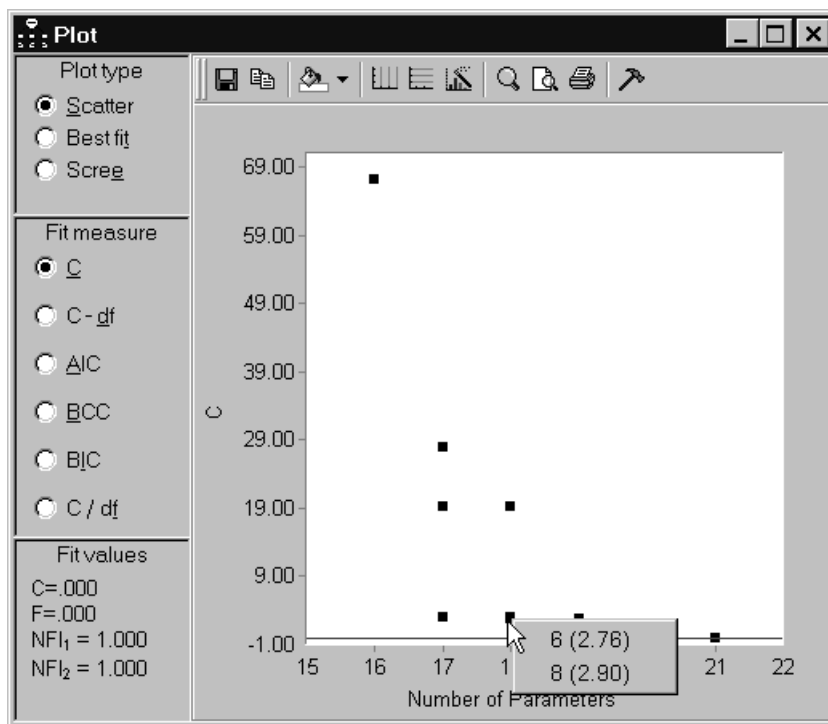 Plot
Plot type
Scatter
Best fit
Scree
Fit measure
C
C - df
AIC
BCC
BIC
C / df
Fit values
C=.000
F=.000
NFI₁ = 1.000
NFI₂ = 1.000
C
69.00
59.00
49.00
39.00
29.00
19.00
9.00
-1.00
6 (2.76)
8 (2.90)
15 16 17 1 21 22
Number of Parameters